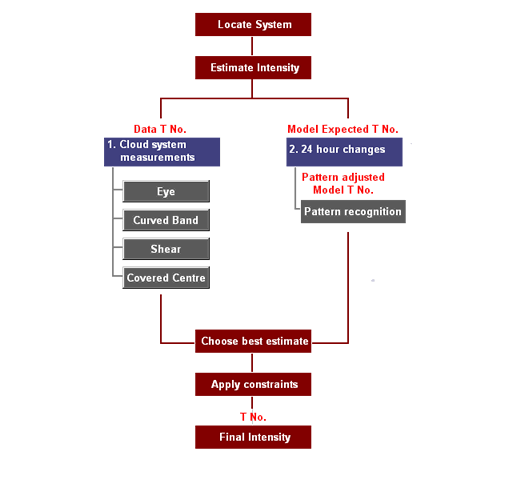 Locate System
Estimate Intensity
Data T No.
1. Cloud system
measurements
Eye
Curved Band
Shear
Covered Centre
Model Expected T No.
2. 24 hour changes
Pattern adjusted
Model T No.
Pattern recognition
Choose best estimate
Apply constraints
T No.
Final Intensity